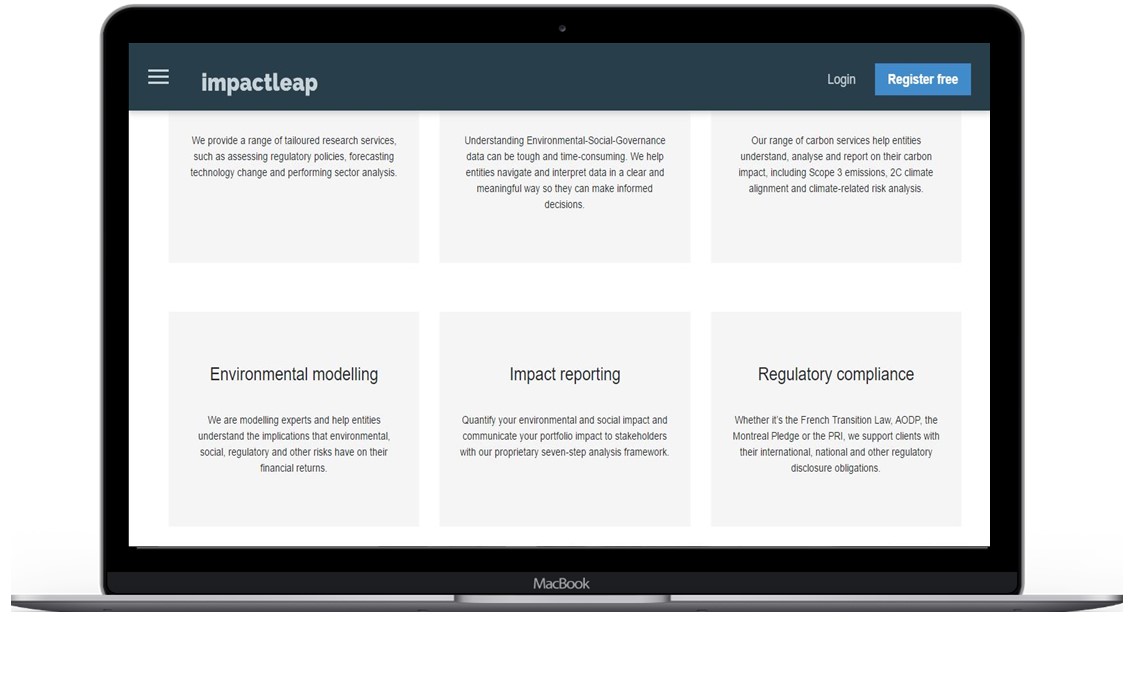 impactleap
Login
Register free
We provide a range of tailoured research services,
such as assessing regulatory policies, forecasting
technology change and performing sector analysis.
Understanding Environmental-Social-Governance
data can be tough and time-consuming. We help
entities navigate and interpret data in a clear and
meaningful way so they can make informed
decisions.
Our range of carbon services help entities
understand, analyse and report on their carbon
impact, including Scope 3 emissions, 2C climate
alignment and climate-related risk analysis.
Environmental modelling
We are modelling experts and help entities
understand the implications that environmental,
social, regulatory and other risks have on their
financial returns.
Impact reporting
Quantify your environmental and social impact and
communicate your portfolio impact to stakeholders
with our proprietary seven-step analysis framework.
Regulatory compliance
Whether it's the French Transition Law, AODP, the
Montreal Pledge or the PRI, we support clients with
their international, national and other regulatory
disclosure obligations.
MacBook